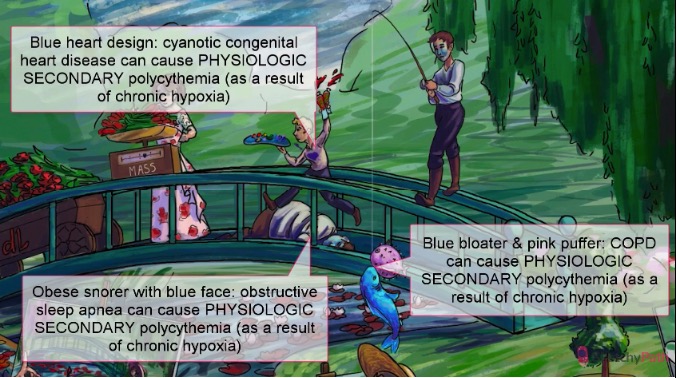 Blue heart design: cyanotic congenital
heart disease can cause PHYSIOLOGIC
SECONDARY polycythemia (as a result
of chronic hypoxia)
MASS
dL
Blue bloater & pink puffer: COPD
can cause PHYSIOLOGIC
SECONDARY polycythemia (as a
result of chronic hypoxia)
Obese snorer with blue face: obstructive
sleep apnea can cause PHYSIOLOGIC
SECONDARY polycythemia (as a result
of chronic hypoxia)